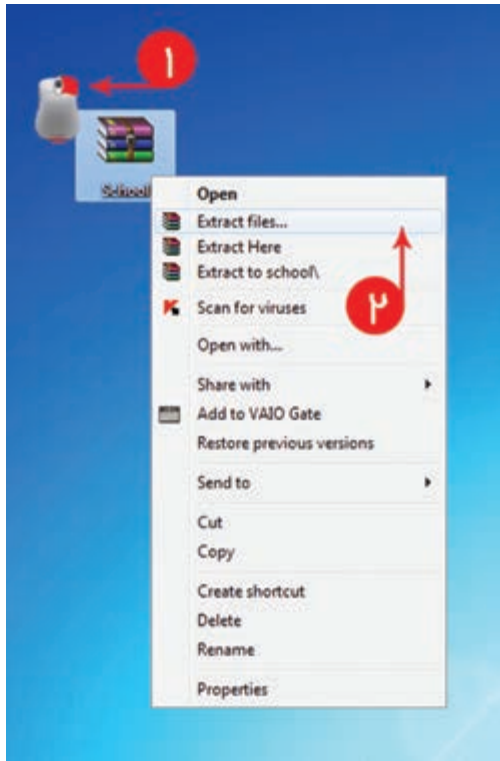 ۱
School
Open
Extract files...
Extract Here
Extract to school\
۲
Scan for viruses
Open with...
Share with
Add to VAIO Gate
Restore previous versions
Send to
Cut
Copy
Create shortcut
Delete
Rename
Properties